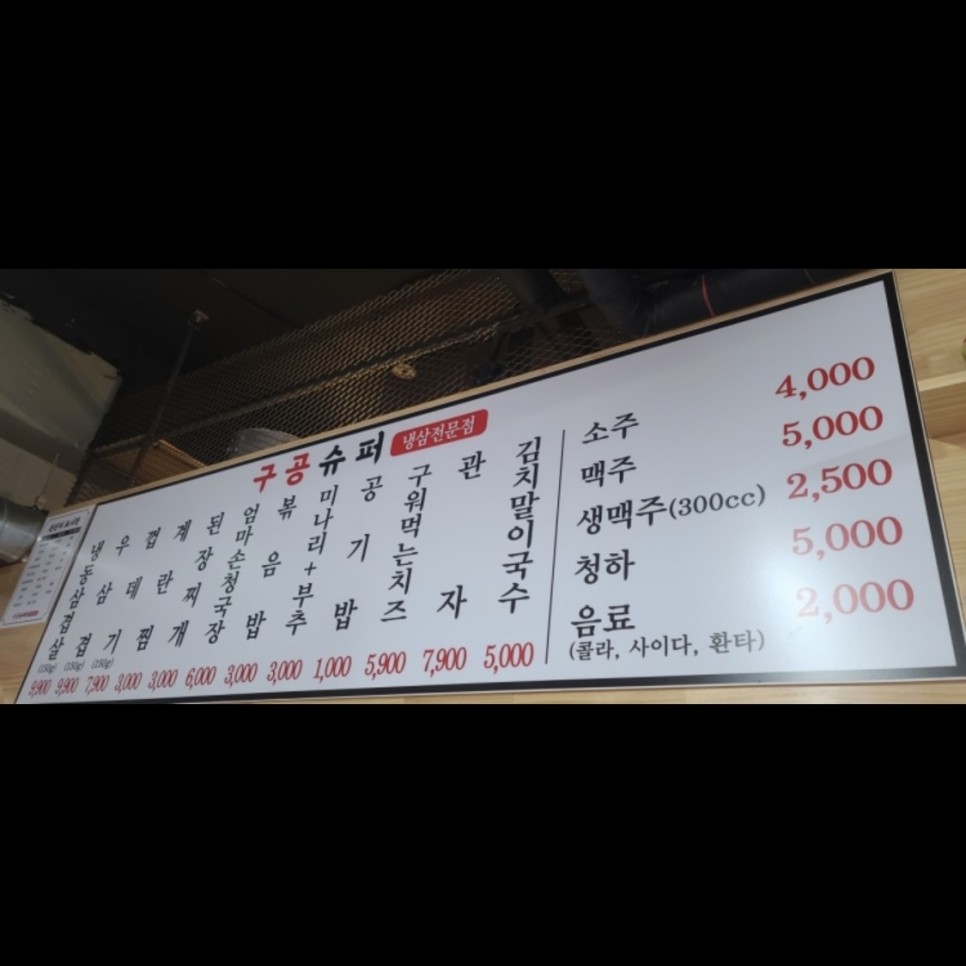 구공슈퍼 냉삼전문점
냉동삼겹살 (150g) 9,900
우삼겹 (150g) 9,900
껍데기 (150g) 7,900
계란찜 3,000
된장찌개 3,000
엄마손청국장 6,000
볶음밥 3,000
미나리+부추 3,000
공기밥 1,000
구워먹는치즈 5,900
관자 7,900
김치말이국수 5,000
소주 4,000
맥주 5,000
생맥주(300cc) 2,500
청하 5,000
음료 2,000
(콜라, 사이다, 환타)